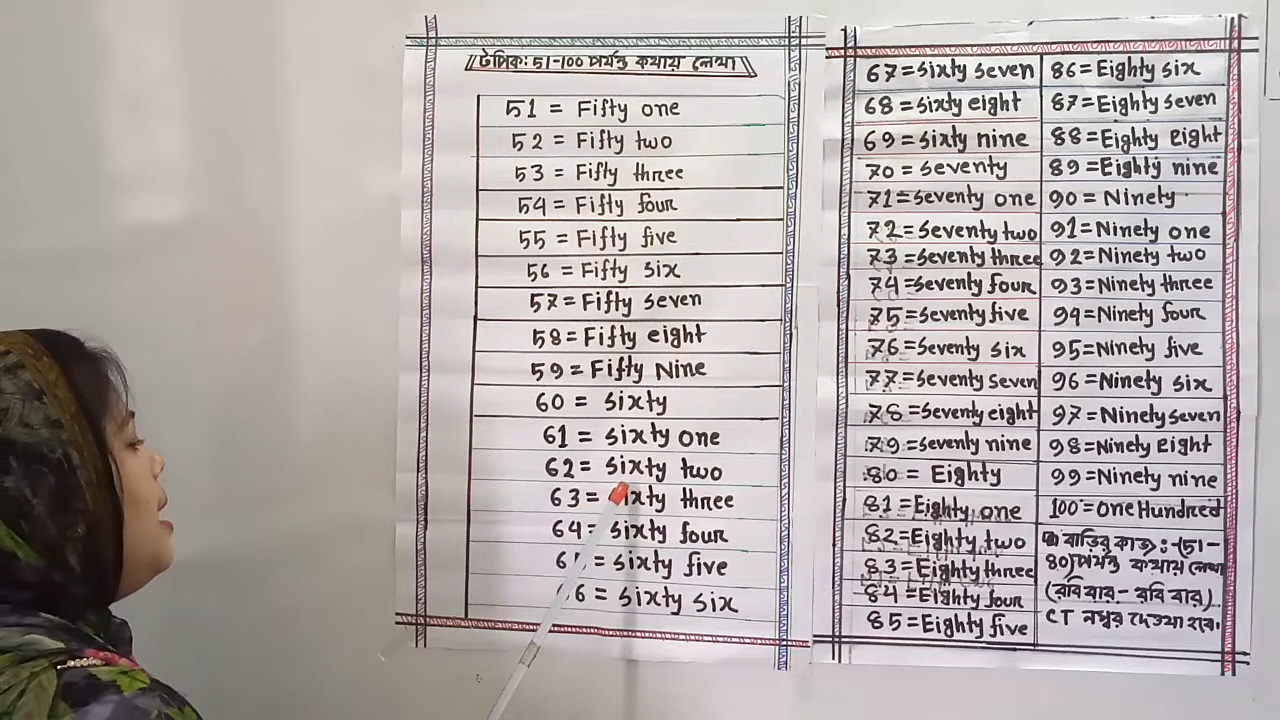 টপিক: 51-100 পর্যন্ত কথায় লেখা
51 = Fifty one
52 = Fifty two
53 = Fifty three
54 = Fifty four
55 = Fifty five
56 = Fifty six
57 = Fifty seven
58 = Fifty eight
59 = Fifty Nine
60 = sixty
61 = sixty one
62 = sixty two
63 = sixty three
64 = sixty four
65 = sixty five
66 = sixty six
67 = sixty seven
68 = sixty eight
69 = sixty nine
70 = seventy
71 = seventy one
72 = seventy two
73 = seventy three
74 = seventy four
75 = seventy five
76 = seventy six
77 = seventy seven
78 = seventy eight
79 = seventy nine
80 = Eighty
81 = Eighty one
82 = Eighty two
83 = Eighty three
84 = Eighty four
85 = Eighty five
86 = Eighty six
87 = Eighty seven
88 = Eighty Eight
89 = Eighty nine
90 = Ninety
91 = Ninety one
92 = Ninety two
93 = Ninety three
94 = Ninety four
95 = Ninety five
96 = Ninety six
97 = Ninety seven
98 = Ninety Eight
99 = Ninety nine
100 = One Hundred
বাড়ির কাজ: -(51-
80) পর্যন্ত কথায় লেখা
(রবিবার - রবিবার)
CT নম্বর দেওয়া হবে।